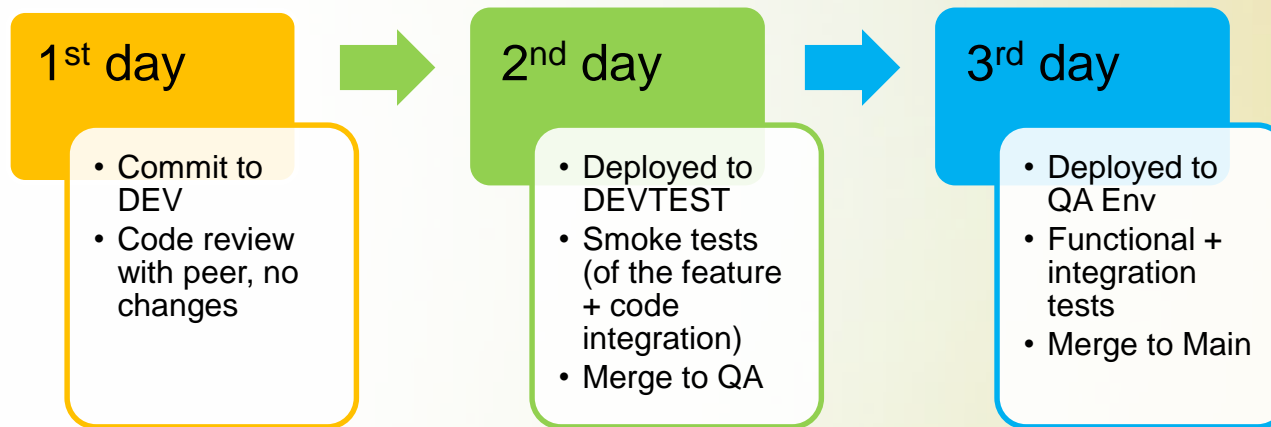 1st day
• Commit to
DEV
• Code review
with peer, no
changes
2nd day
• Deployed to
DEVTEST
• Smoke tests
(of the feature
+ code
integration)
• Merge to QA
3rd day
• Deployed to
QA Env
• Functional +
integration
tests
• Merge to Main